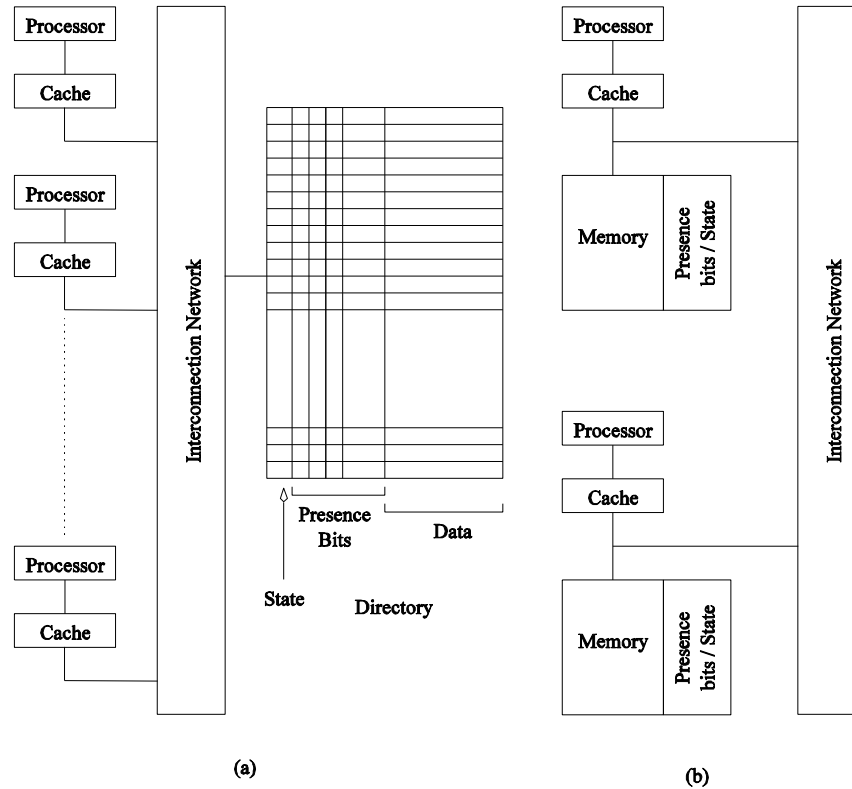 Processor
Cache
Processor
Cache
Processor
Cache
Interconnection Network
State
Presence
Bits
Data
Directory
(a)
Processor
Cache
Memory
Presence
bits / State
Processor
Cache
Memory
Presence
bits / State
Interconnection Network
(b)